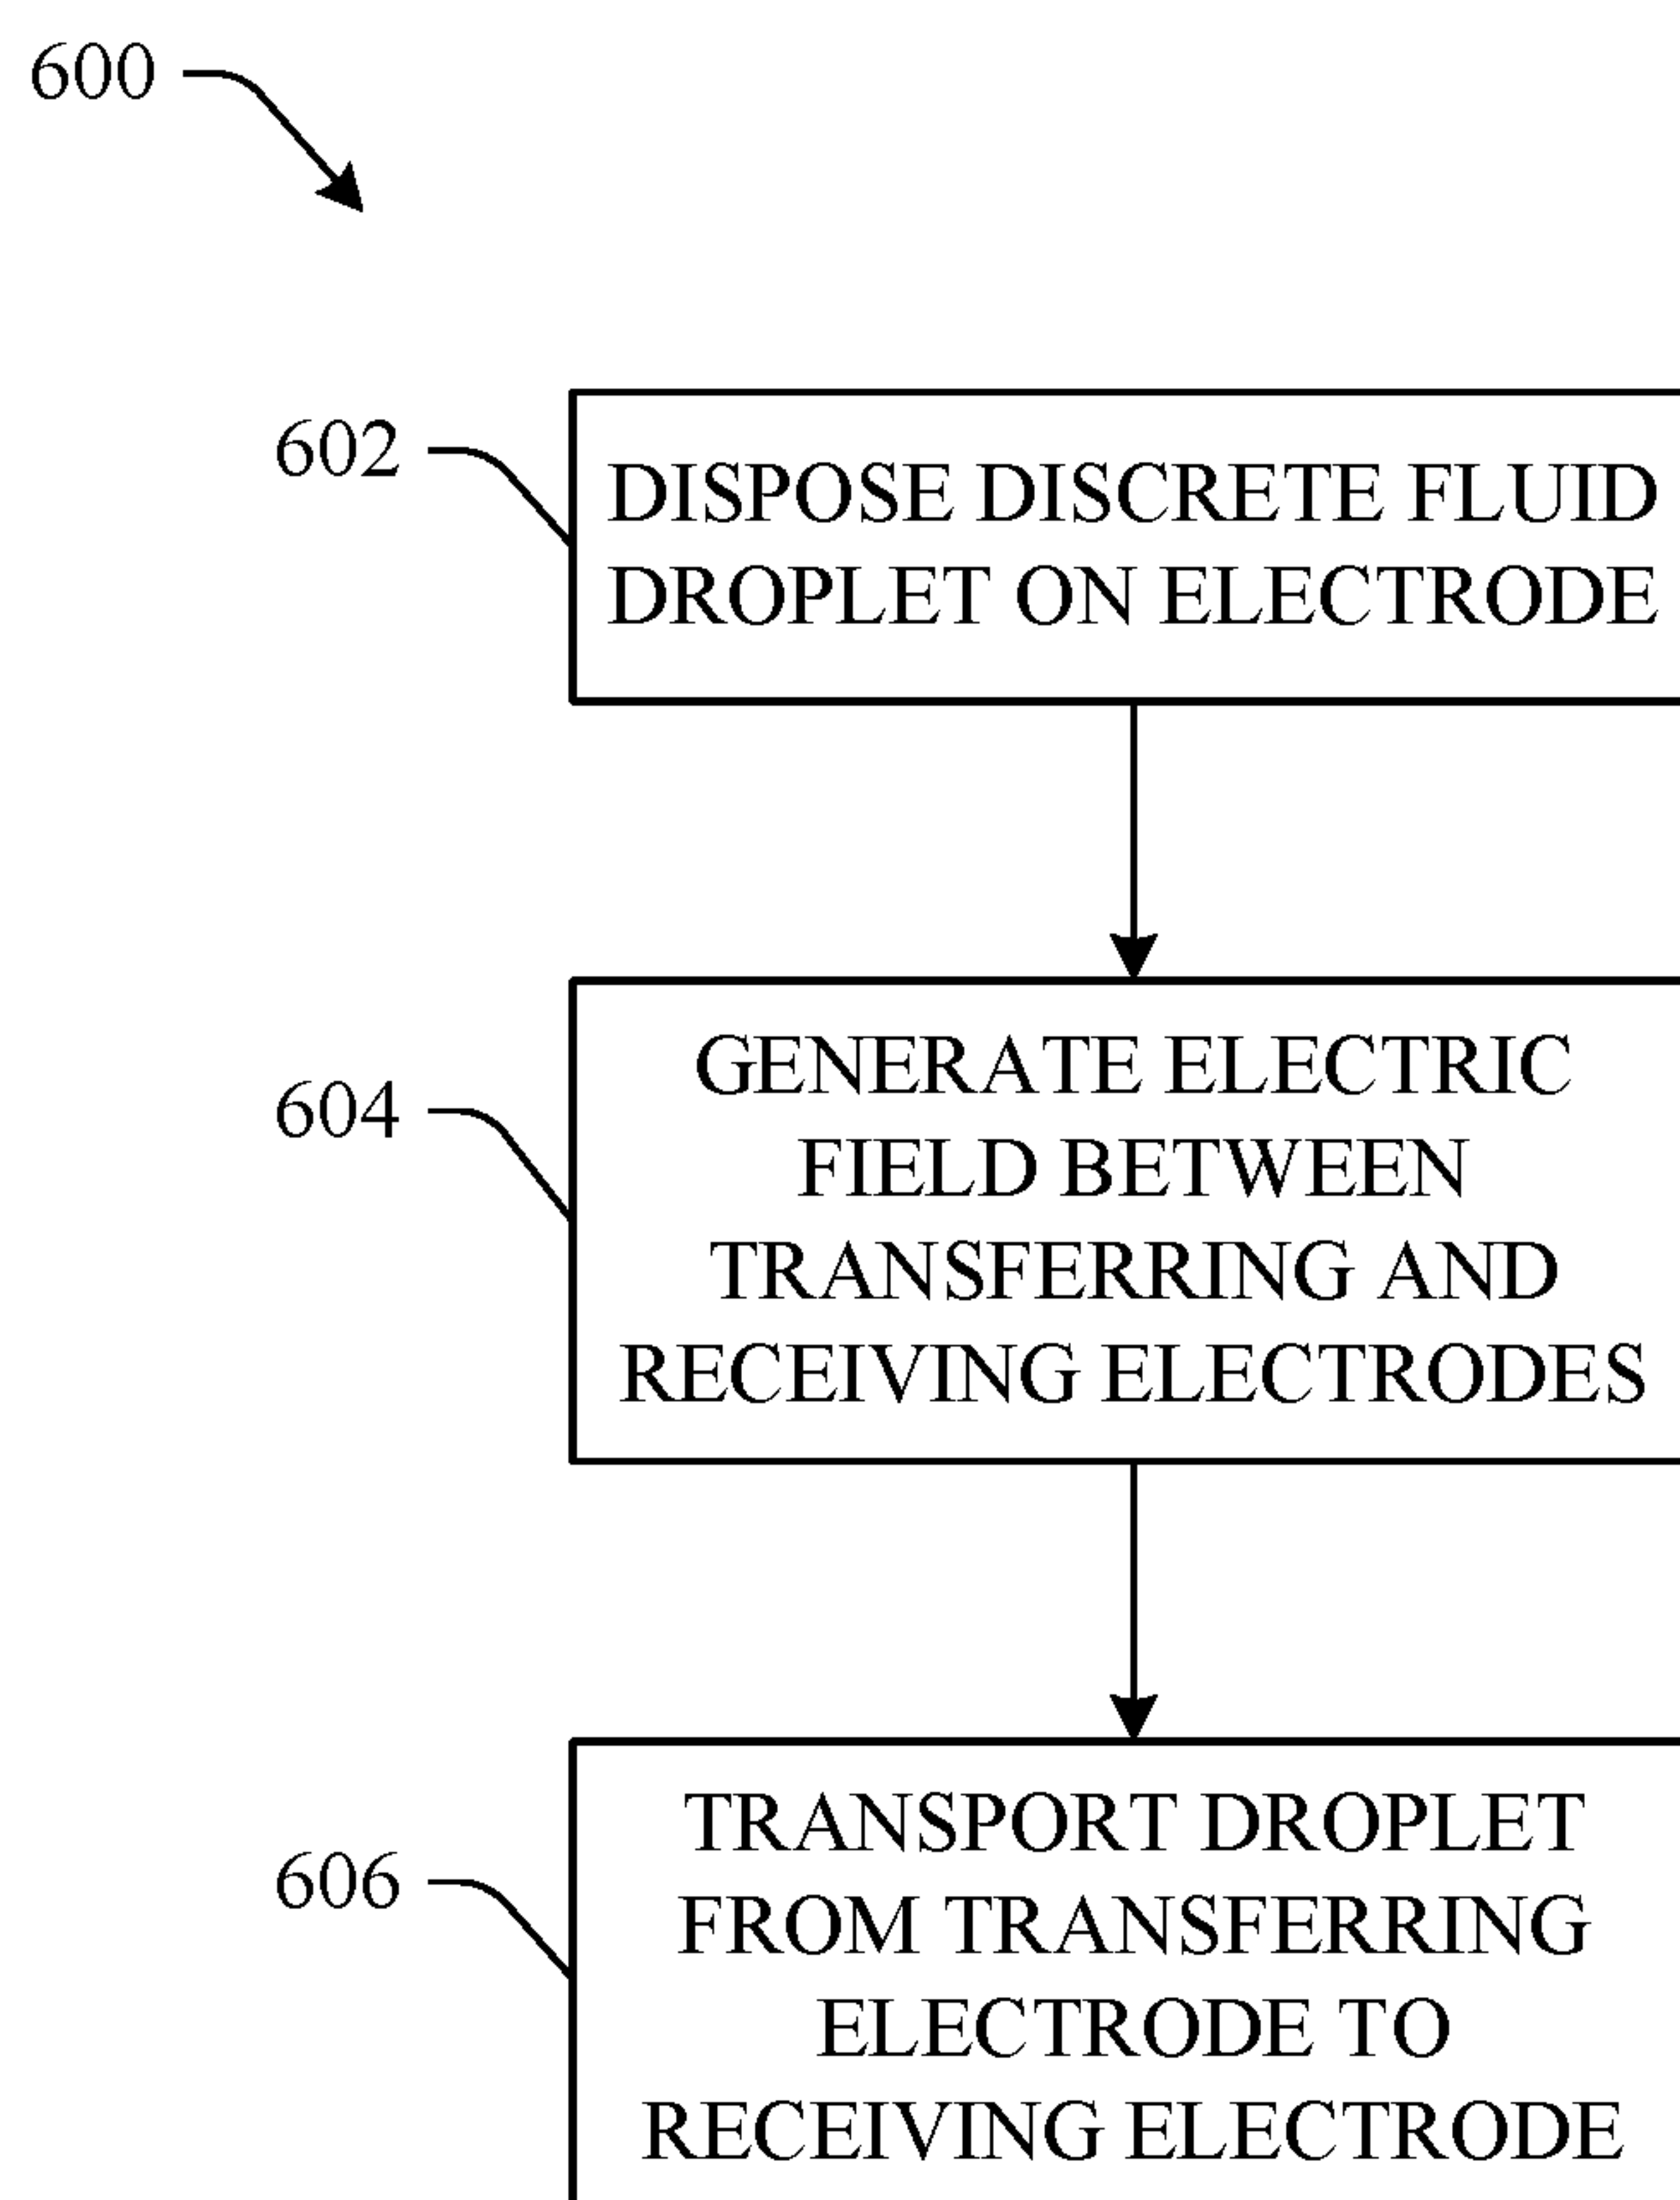 600
602
DISPOSE DISCRETE FLUID
DROPLET ON ELECTRODE
604
GENERATE ELECTRIC
FIELD BETWEEN
TRANSFERRING AND
RECEIVING ELECTRODES
606
TRANSPORT DROPLET
FROM TRANSFERRING
ELECTRODE TO
RECEIVING ELECTRODE